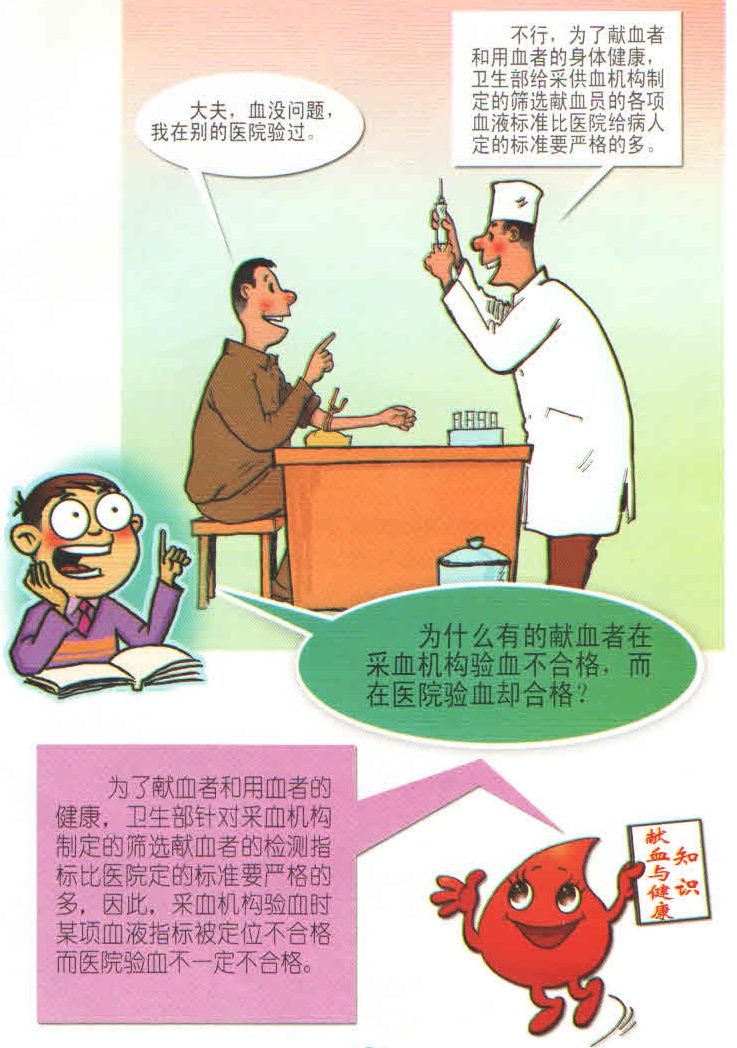 大夫，血没问题，
我在别的医院验过。
不行，为了献血者
和用血者的身体健康，
卫生部给采供血机构制
定的筛选献血员的各项
血液标准比医院给病人
定的标准要严格的多。
为什么有的献血者在
采血机构验血不合格，而
在医院验血却合格？
为了献血者和用血者的
健康，卫生部针对采血机构
制定的筛选献血者的检测指
标比医院定的标准要严格的
多，因此，采血机构验血时
某项血液指标被定位不合格
而医院验血不一定不合格。
献血与健康
知识